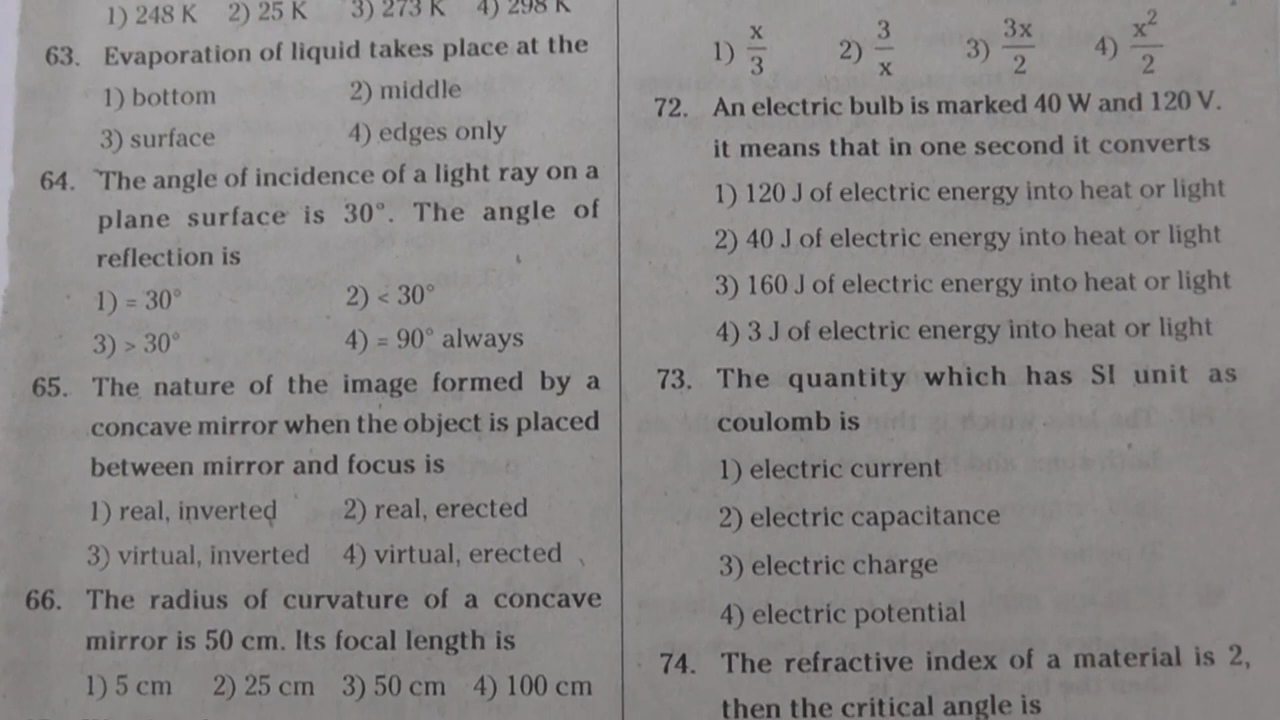 1) 248 K 2) 25 K 3) 273 K 4) 298 K
63. Evaporation of liquid takes place at the
1) bottom 2) middle
3) surface 4) edges only
64. The angle of incidence of a light ray on a
plane surface is 30°. The angle of
reflection is
1) = 30° 2) < 30°
3) > 30° 4) = 90° always
65. The nature of the image formed by a
concave mirror when the object is placed
between mirror and focus is
1) real, inverted 2) real, erected
3) virtual, inverted 4) virtual, erected
66. The radius of curvature of a concave
mirror is 50 cm. Its focal length is
1) 5 cm 2) 25 cm 3) 50 cm 4) 100 cm
1) x/3 2) 3/x 3) 3x/2 4) x²/2
72. An electric bulb is marked 40 W and 120 V.
it means that in one second it converts
1) 120 J of electric energy into heat or light
2) 40 J of electric energy into heat or light
3) 160 J of electric energy into heat or light
4) 3 J of electric energy into heat or light
73. The quantity which has SI unit as
coulomb is
1) electric current
2) electric capacitance
3) electric charge
4) electric potential
74. The refractive index of a material is 2,
then the critical angle is